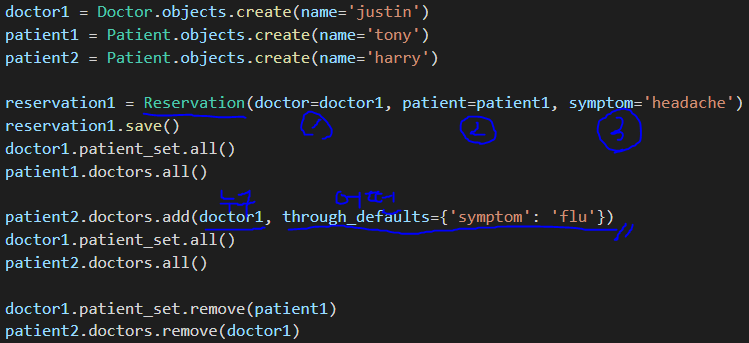 doctor1 = Doctor.objects.create(name='justin')
patient1 = Patient.objects.create(name='tony')
patient2 = Patient.objects.create(name='harry')
reservation1 = Reservation(doctor=doctor1, patient=patient1, symptom='headache')
reservation1.save()
1 2 3
doctor1.patient_set.all()
patient1.doctors.all()
patient2.doctors.add(doctor1, through_defaults={'symptom': 'flu'})
doctor1.patient_set.all()
patient2.doctors.all()
doctor1.patient_set.remove(patient1)
patient2.doctors.remove(doctor1)